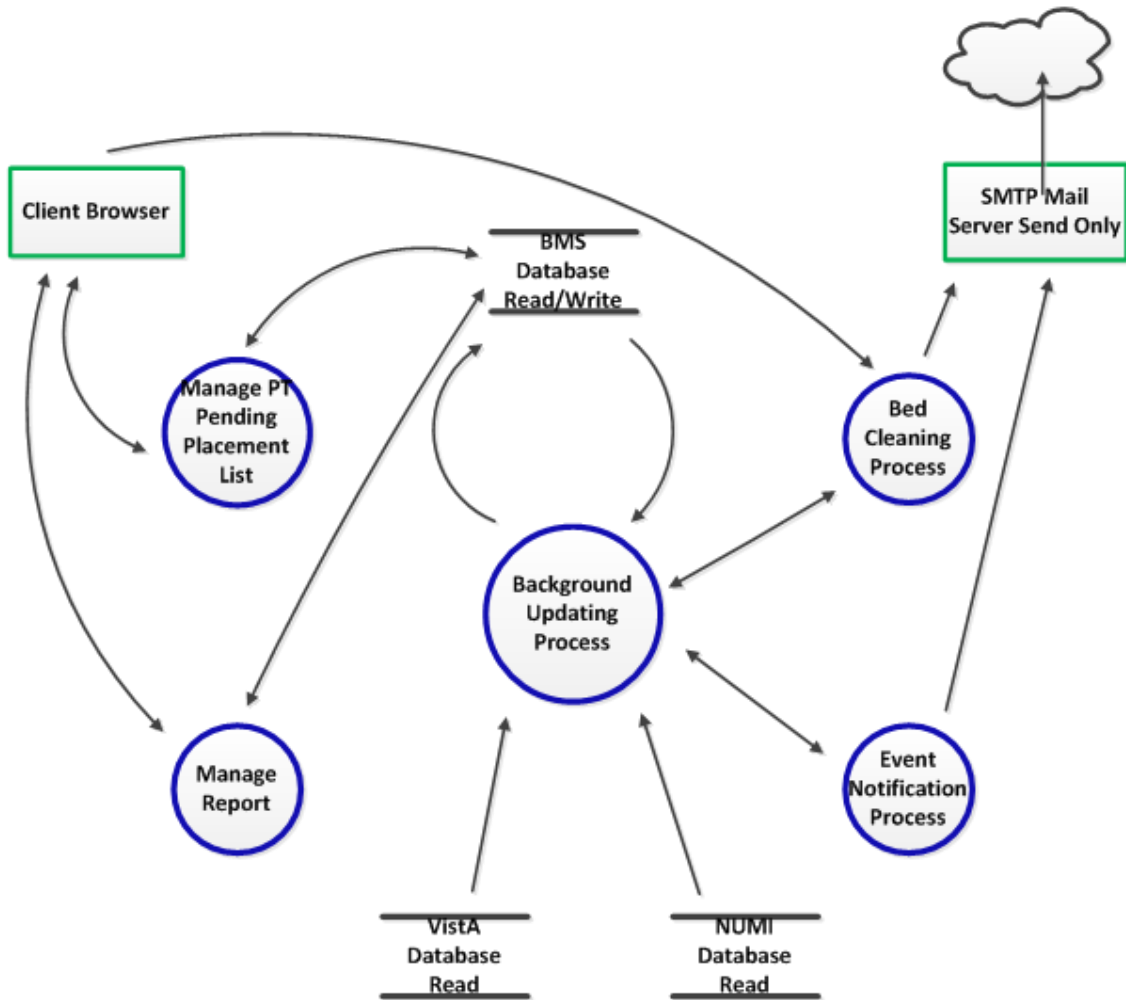 Client Browser
SMTP Mail
Server Send Only
BMS
Database
Read/Write
Manage PT
Pending
Placement
List
Bed
Cleaning
Process
Background
Updating
Process
Manage
Report
Event
Notification
Process
VistA
Database
Read
NUMI
Database
Read